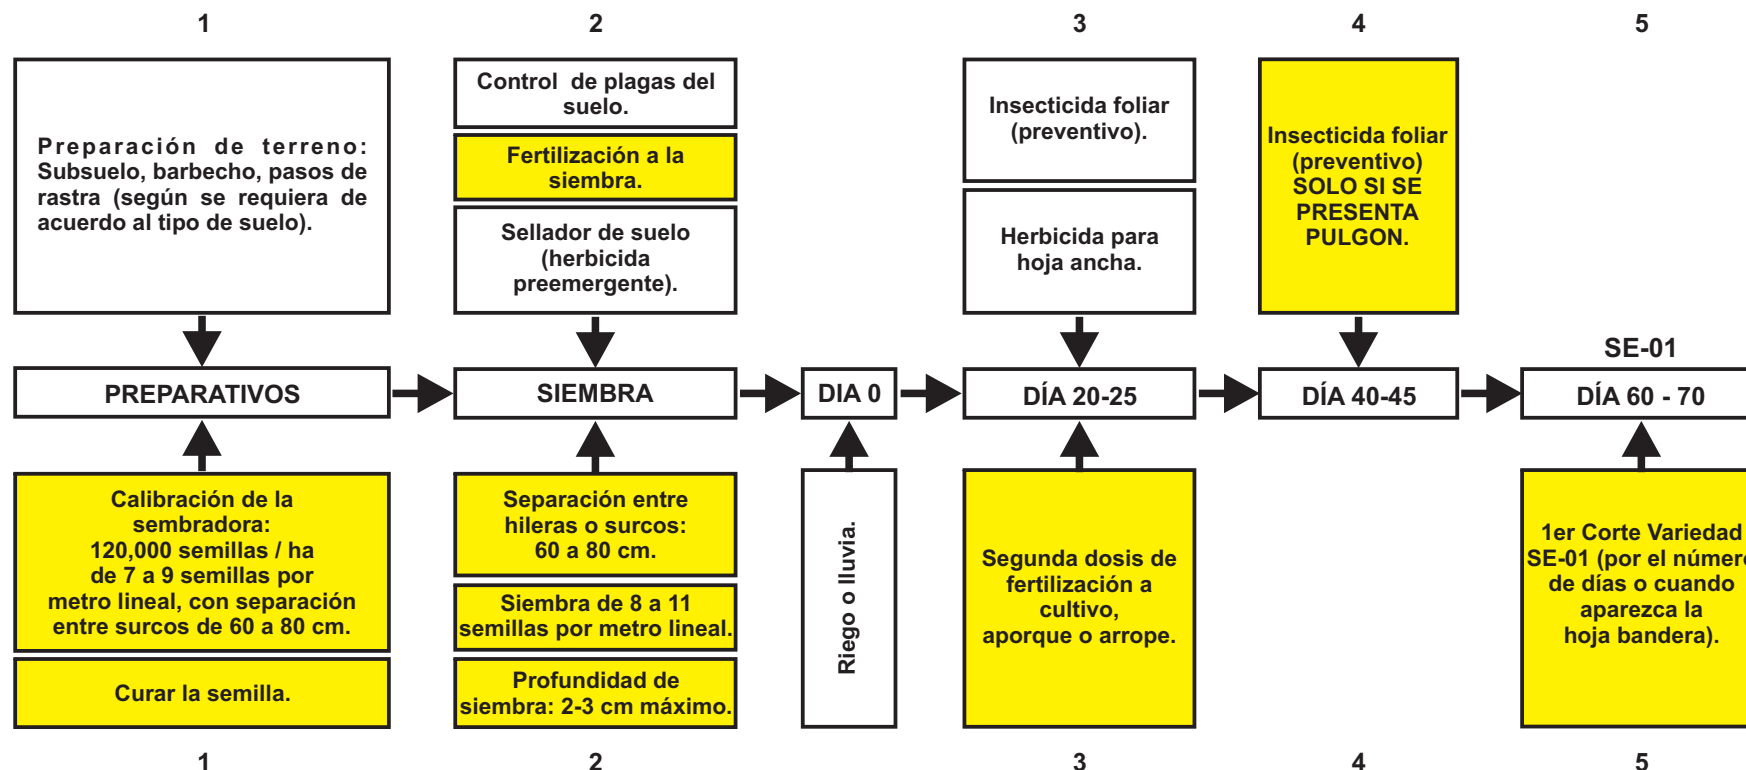 1
2
3
4
5
Preparación de terreno:
Subsuelo, barbecho, pasos de
rastra (según se requiera de
acuerdo al tipo de suelo).
Control de plagas del
suelo.
Fertilización a la
siembra.
Sellador de suelo
(herbicida
preemergente).
Insecticida foliar
(preventivo).
Herbicida para
hoja ancha.
Insecticida foliar
(preventivo)
SOLO SI SE
PRESENTA
PULGON.
SE-01
PREPARATIVOS
SIEMBRA
DIA 0
DÍA 20-25
DÍA 40-45
DÍA 60 - 70
Calibración de la
sembradora:
120,000 semillas / ha
de 7 a 9 semillas por
metro lineal, con separación
entre surcos de 60 a 80 cm.
Curar la semilla.
Separación entre
hileras o surcos:
60 a 80 cm.
Siembra de 8 a 11
semillas por metro lineal.
Profundidad de
siembra: 2-3 cm máximo.
Riego o lluvia.
Segunda dosis de
fertilización a
cultivo,
aporque o arrope.
1er Corte Variedad
SE-01 (por el número
de días o cuando
aparezca la
hoja bandera).
1
2
3
4
5